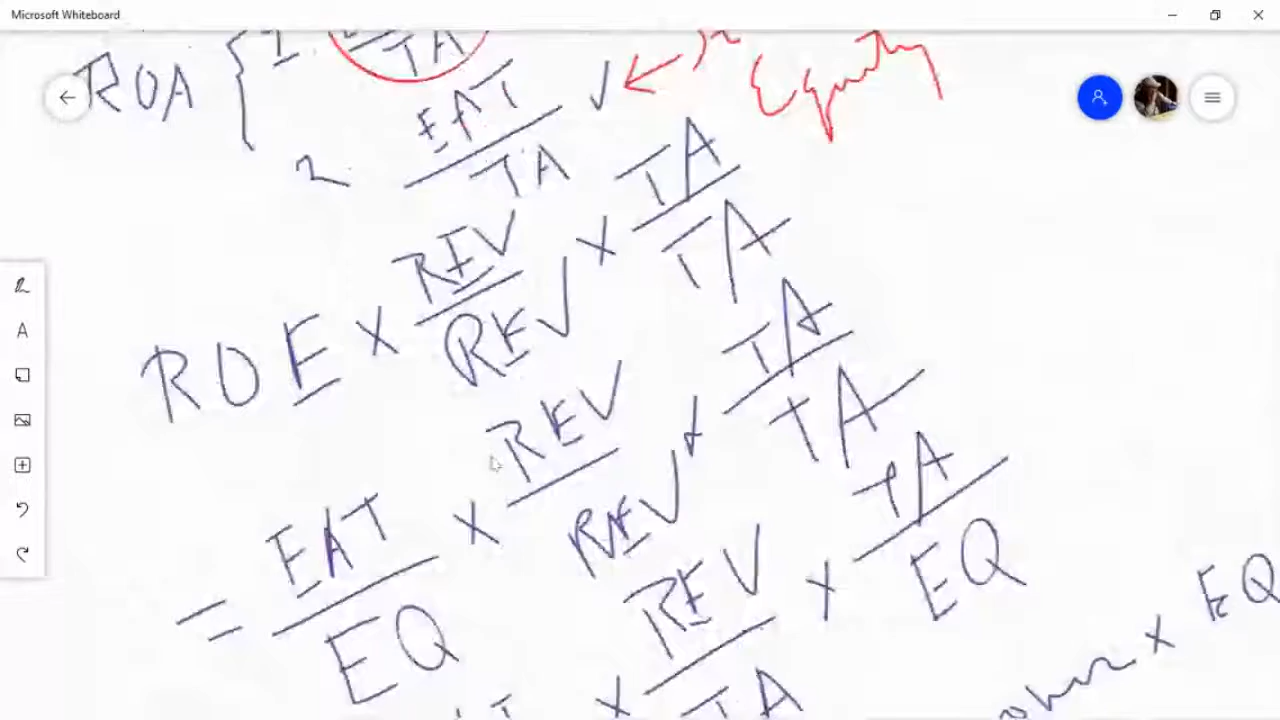 Microsoft Whiteboard
ROA { 1. TA
Equity
2 EAT ✓
TA
ROE × REV × TA
REV TA
= EAT × REV × TA
EQ REV TA
× REV × TA
TA EQ
× EQ
A